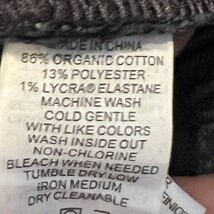 MADE IN CHINA
86% ORGANIC COTTON
13% POLYESTER
1% LYCRA® ELASTANE
MACHINE WASH
COLD GENTLE
WITH LIKE COLORS
WASH INSIDE OUT
NON-CHLORINE
BLEACH WHEN NEEDED
TUMBLE DRY LOW
IRON MEDIUM
DRY CLEANABLE